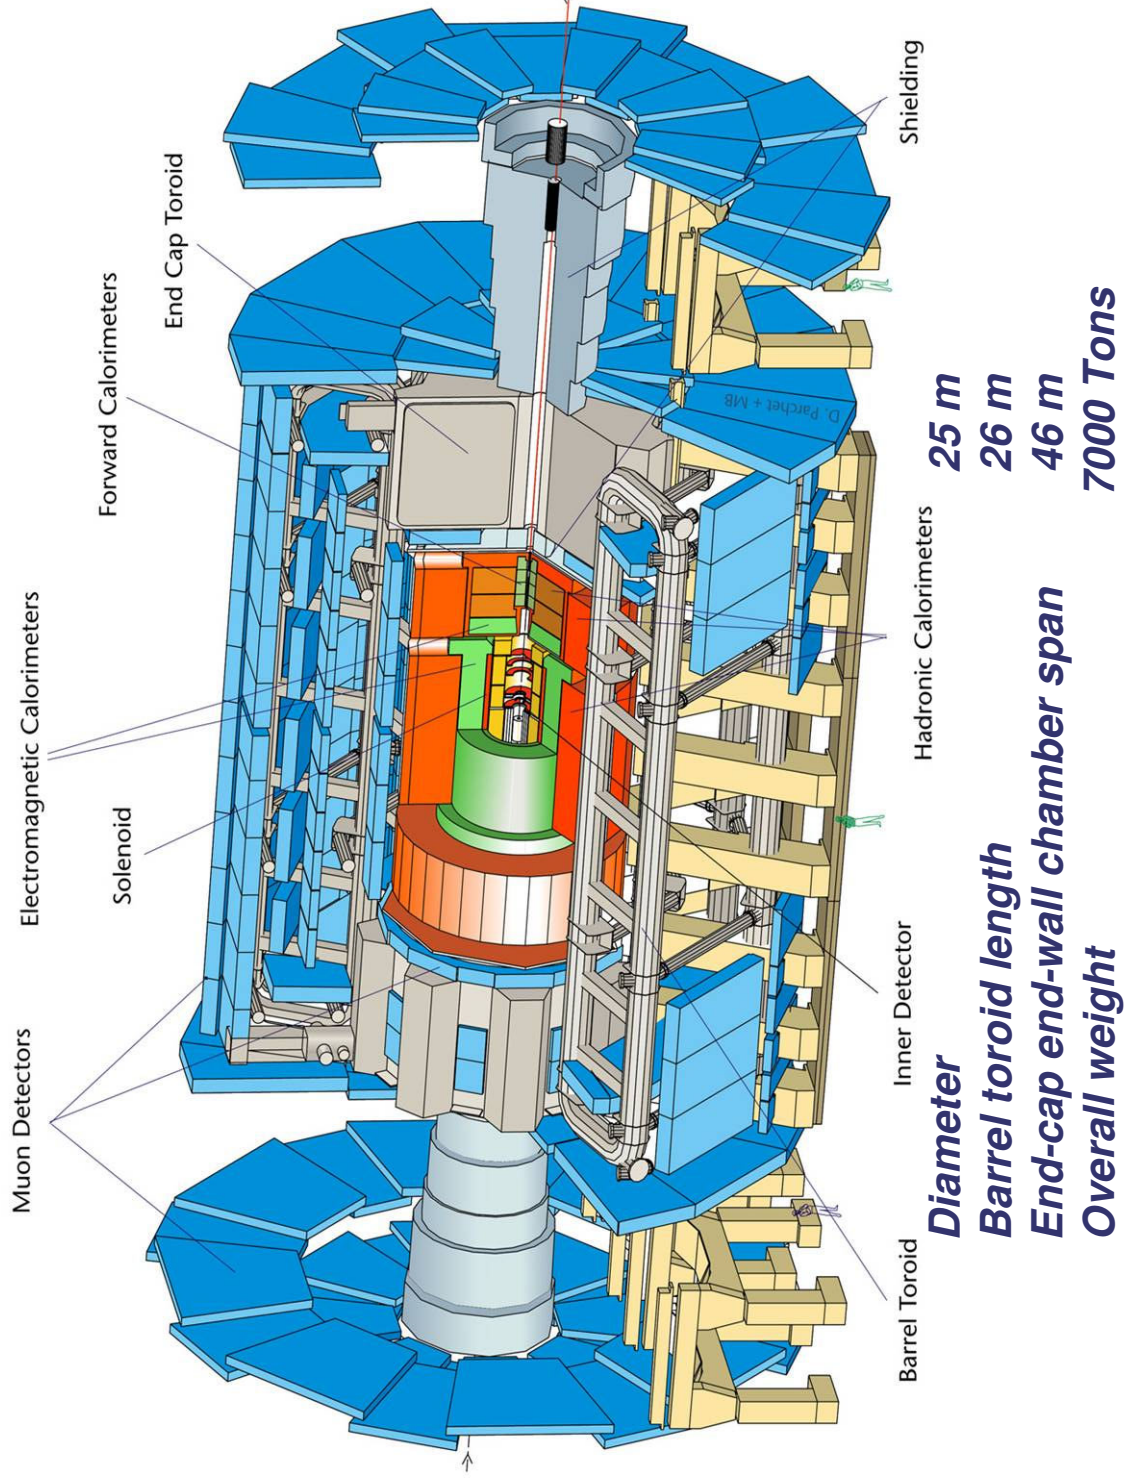 Muon Detectors
Electromagnetic Calorimeters
Solenoid
Forward Calorimeters
End Cap Toroid
Barrel Toroid
Inner Detector
Hadronic Calorimeters
Shielding
D. Parchet + MB
Diameter 25 m
Barrel toroid length 26 m
End-cap end-wall chamber span 46 m
Overall weight 7000 Tons